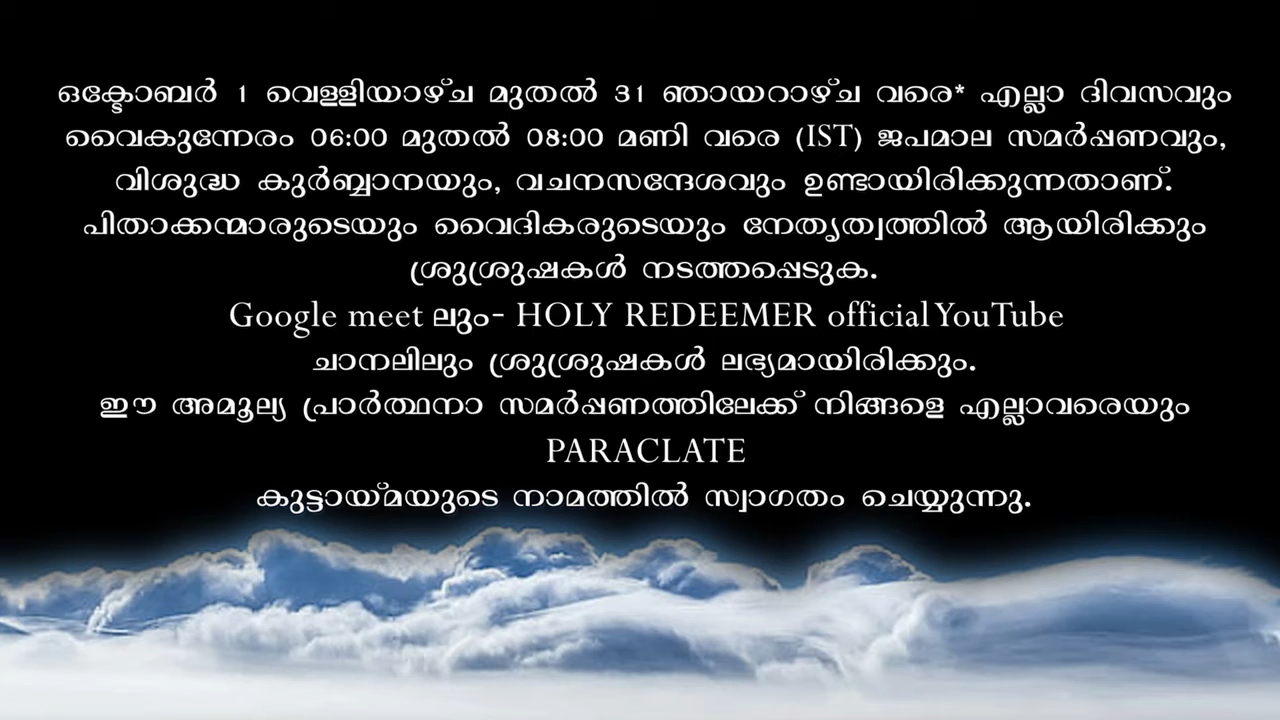 ഒക്ടോബർ 1 വെള്ളിയാഴ്ച മുതൽ 31 ഞായറാഴ്ച വരെ* എല്ലാ ദിവസവും
വൈകുന്നേരം 06:00 മുതൽ 08:00 മണി വരെ (IST) ജപമാല സമർപ്പണവും,
വിശുദ്ധ കുർബ്ബാനയും, വചനസന്ദേശവും ഉണ്ടായിരിക്കുന്നതാണ്.
പിതാക്കന്മാരുടെയും വൈദികരുടെയും നേതൃത്വത്തിൽ ആയിരിക്കും
ശ്രുശ്രുഷകൾ നടത്തപ്പെടുക.
Google meet ലും- HOLY REDEEMER official YouTube
ചാനലിലും ശ്രുശ്രുഷകൾ ലഭ്യമായിരിക്കും.
ഈ അമൂല്യ പ്രാർത്ഥനാ സമർപ്പണത്തിലേക്ക് നിങ്ങളെ എല്ലാവരെയും
PARACLATE
കുട്ടായ്മയുടെ നാമത്തിൽ സ്വാഗതം ചെയ്യുന്നു.